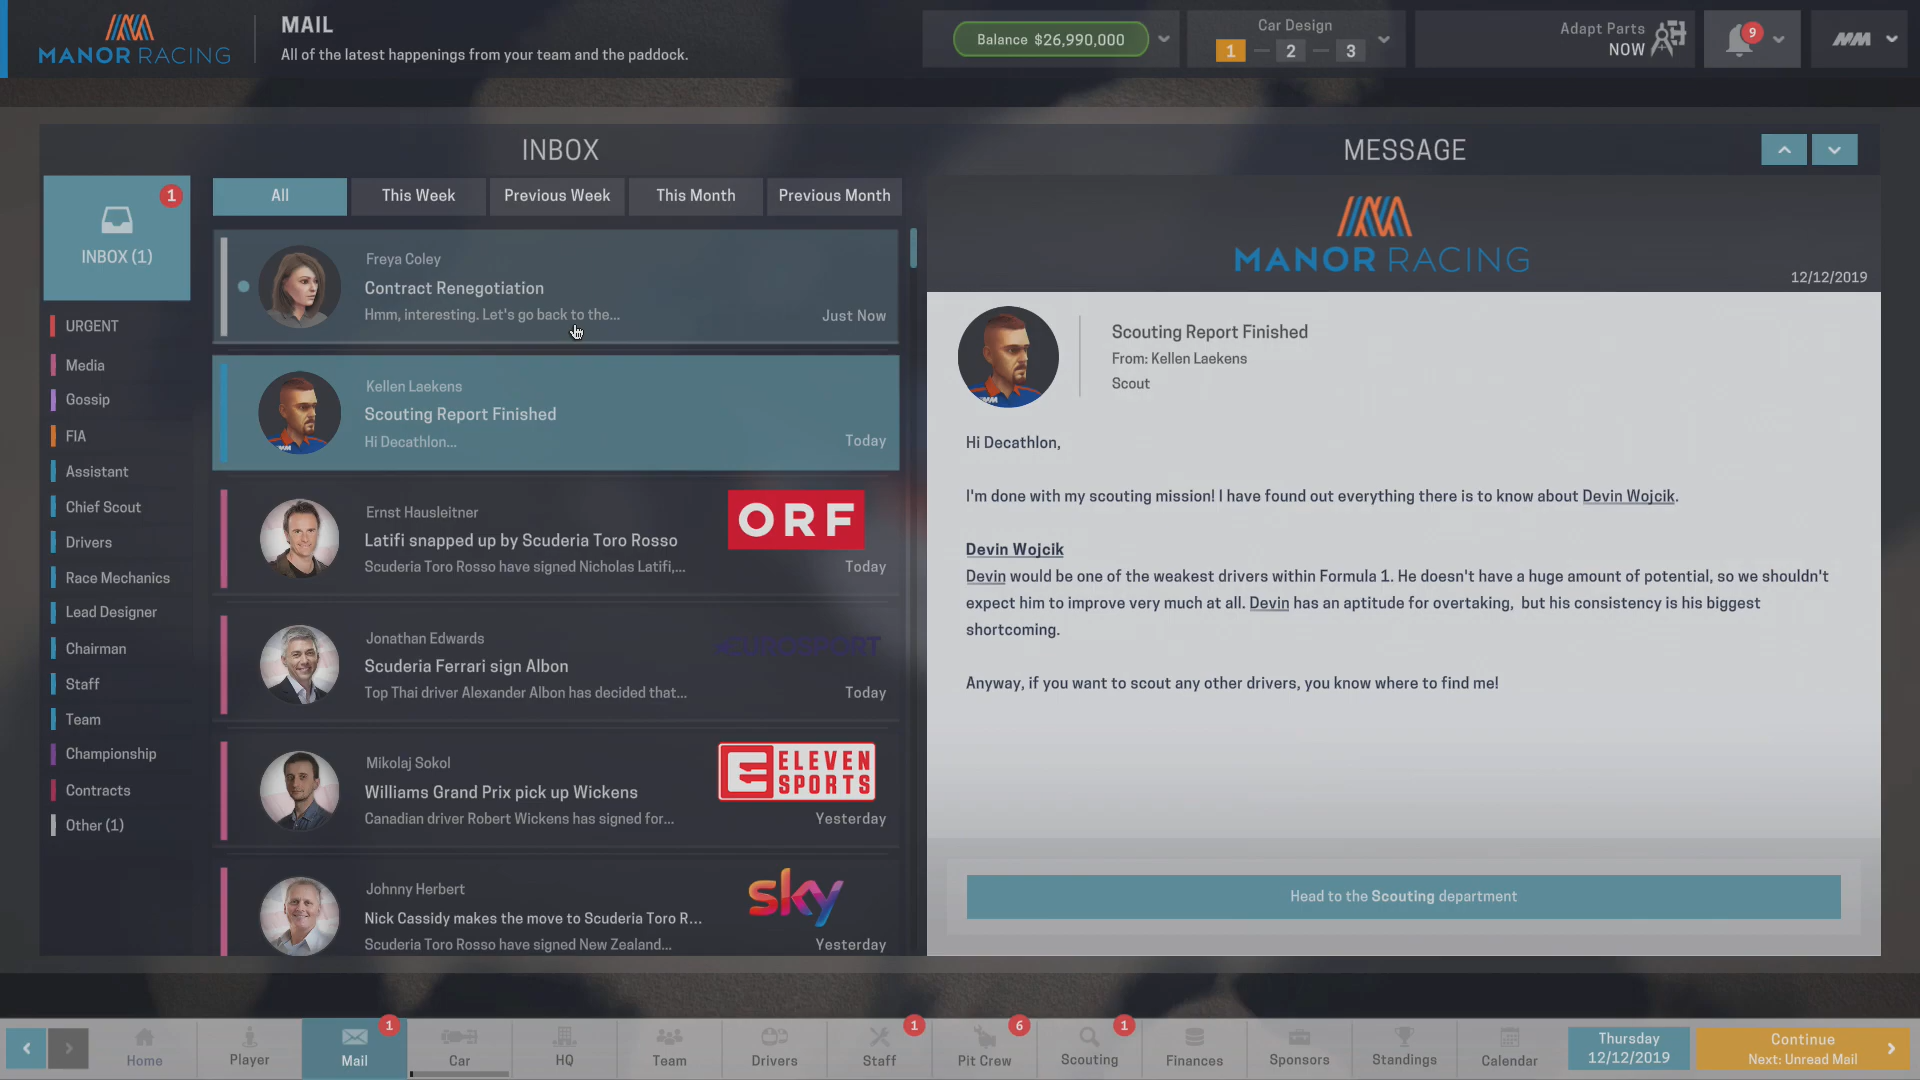 MANOR RACING
MAIL
All of the latest happenings from your team and the paddock.
Balance $26,990,000
Car Design
1 2 3
Adapt Parts
NOW
9
INBOX
MESSAGE
1
INBOX (1)
All
This Week
Previous Week
This Month
Previous Month
URGENT
Media
Gossip
FIA
Assistant
Chief Scout
Drivers
Race Mechanics
Lead Designer
Chairman
Staff
Team
Championship
Contracts
Other (1)
Freya Coley
Contract Renegotiation
Hmm, interesting. Let's go back to the...
Just Now
Kellen Laekens
Scouting Report Finished
Hi Decathlon...
Today
Ernst Hausleitner
Latifi snapped up by Scuderia Toro Rosso
Scuderia Toro Rosso have signed Nicholas Latifi,...
ORF
Today
Jonathan Edwards
Scuderia Ferrari sign Albon
Top Thai driver Alexander Albon has decided that...
EUROSPORT
Today
Mikolaj Sokol
Williams Grand Prix pick up Wickens
Canadian driver Robert Wickens has signed for...
ELEVEN
SPORTS
Yesterday
Johnny Herbert
Nick Cassidy makes the move to Scuderia Toro R...
Scuderia Toro Rosso have signed New Zealand...
sky
Yesterday
MANOR RACING
12/12/2019
Scouting Report Finished
From: Kellen Laekens
Scout
Hi Decathlon,
I'm done with my scouting mission! I have found out everything there is to know about Devin Wojcik.
Devin Wojcik
Devin would be one of the weakest drivers within Formula 1. He doesn't have a huge amount of potential, so we shouldn't
expect him to improve very much at all. Devin has an aptitude for overtaking, but his consistency is his biggest
shortcoming.
Anyway, if you want to scout any other drivers, you know where to find me!
Head to the Scouting department
Home
Player
Mail
1
Car
HQ
Team
Drivers
Staff
1
Pit Crew
6
Scouting
1
Finances
Sponsors
Standings
Calendar
Thursday
12/12/2019
Continue
Next: Unread Mail